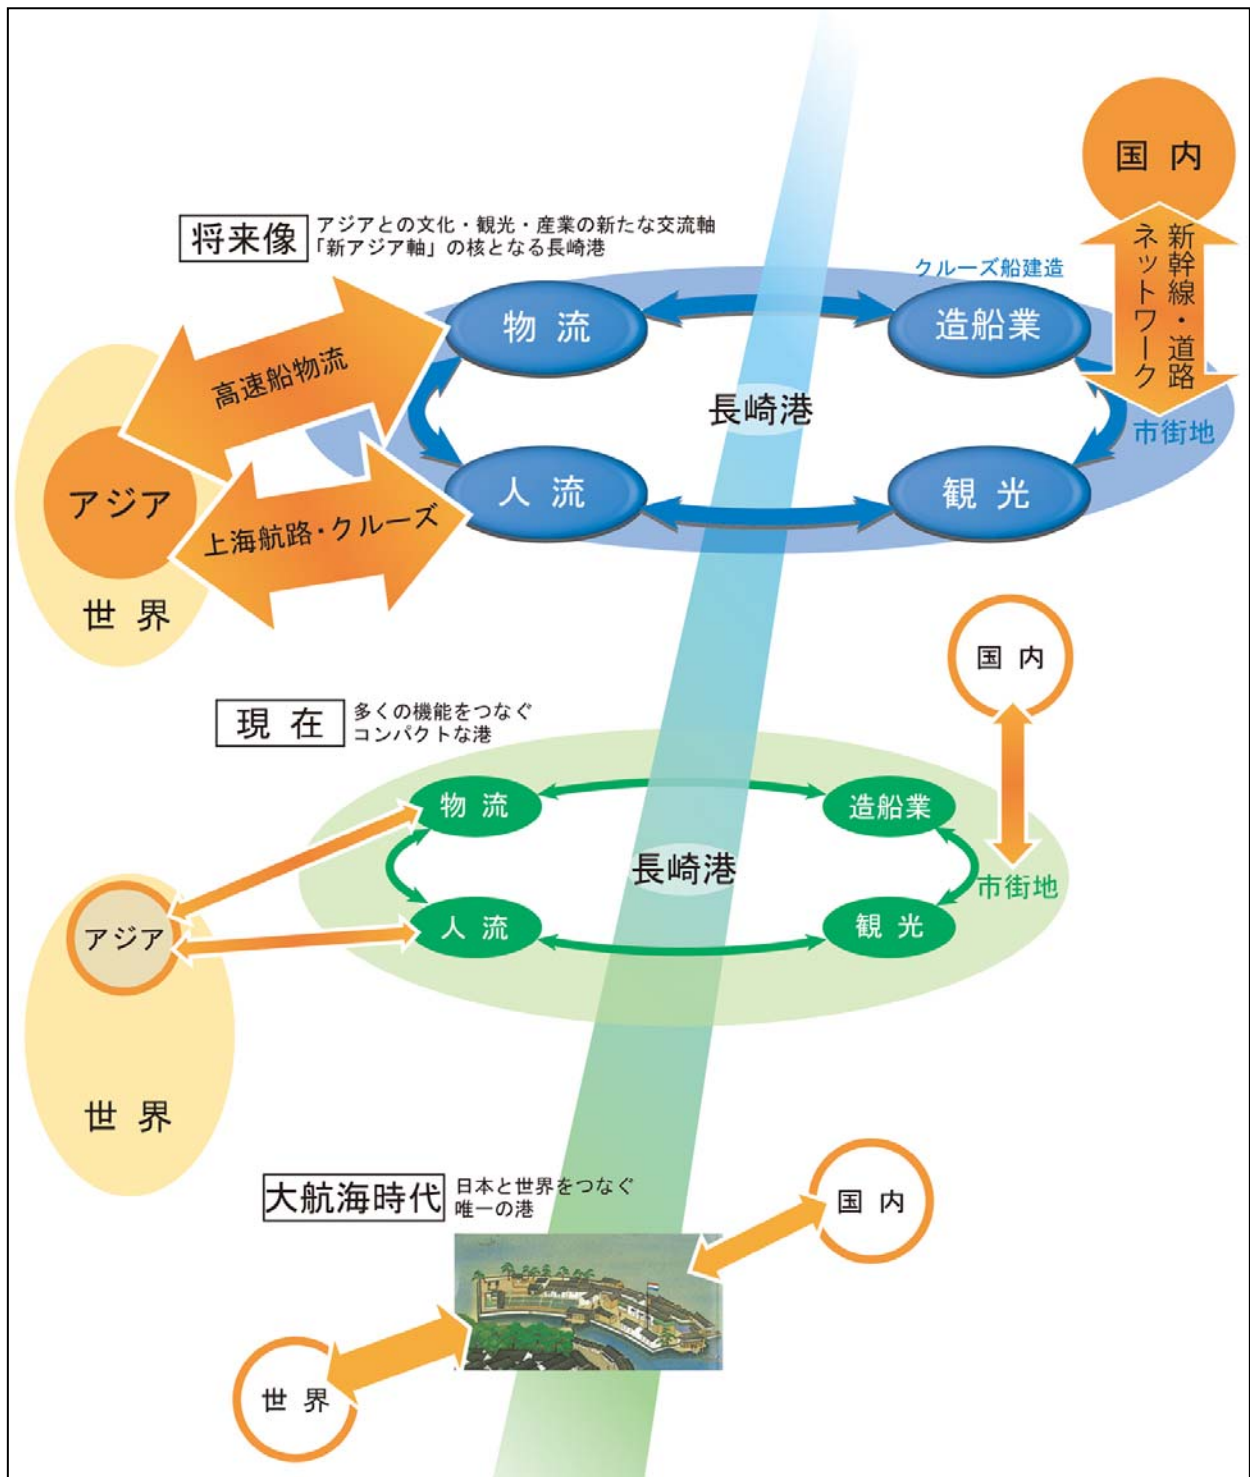 国内
将来像
アジアとの文化・観光・産業の新たな交流軸
「新アジア軸」の核となる長崎港
新幹線・道路
ネットワーク
クルーズ船建造
物流
造船業
高速船物流
長崎港
市街地
アジア
上海航路・クルーズ
人流
観光
世界
国内
現在
多くの機能をつなぐ
コンパクトな港
物流
造船業
長崎港
市街地
アジア
人流
観光
世界
大航海時代
日本と世界をつなぐ
唯一の港
国内
世界